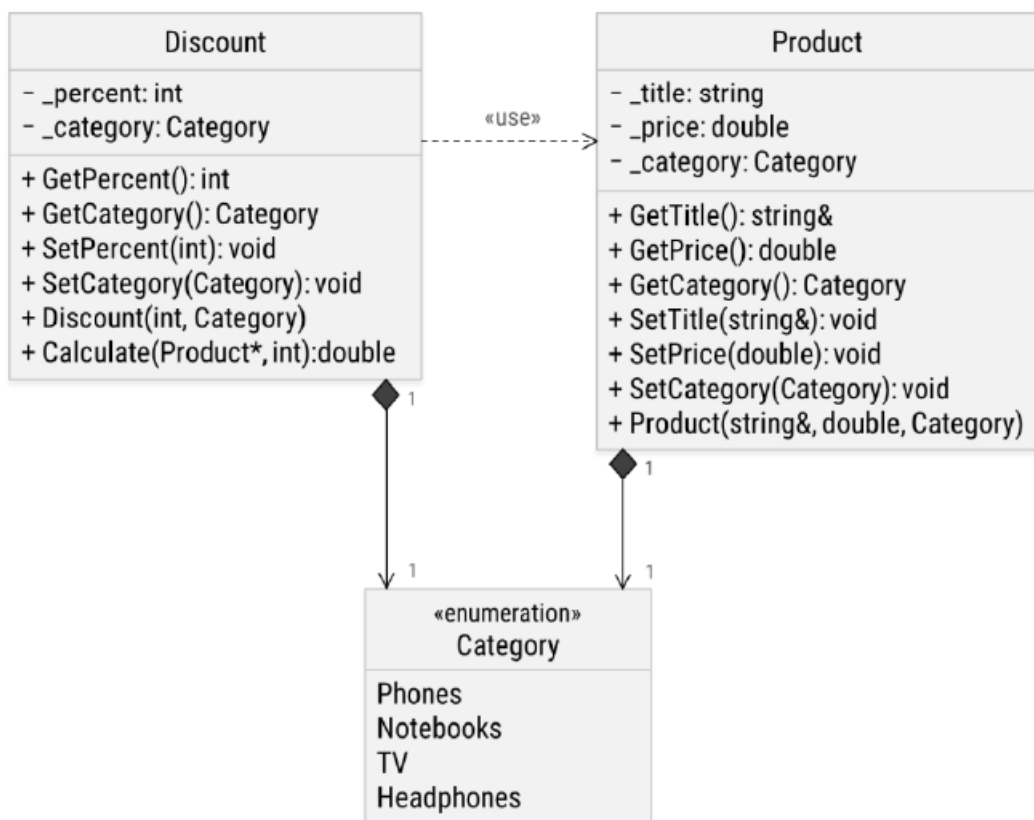 Discount
- _percent: int
- _category: Category
+ GetPercent(): int
+ GetCategory(): Category
+ SetPercent(int): void
+ SetCategory(Category): void
+ Discount(int, Category)
+ Calculate(Product*, int):double
«use»
Product
- _title: string
- _price: double
- _category: Category
+ GetTitle(): string&
+ GetPrice(): double
+ GetCategory(): Category
+ SetTitle(string&): void
+ SetPrice(double): void
+ SetCategory(Category): void
+ Product(string&, double, Category)
1
1
1
1
«enumeration»
Category
Phones
Notebooks
TV
Headphones